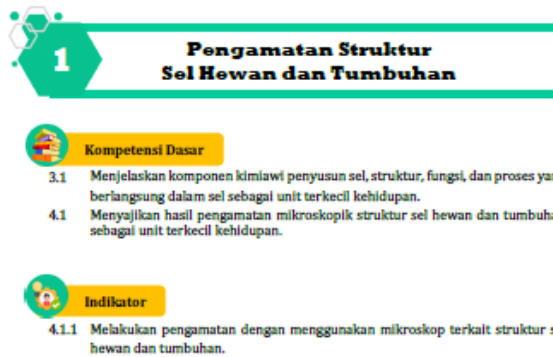 1
Pengamatan Struktur
Sel Hewan dan Tumbuhan
Kompetensi Dasar
3.1 Menjelaskan komponen kimiawi penyusun sel, struktur, fungsi, dan proses
berlangsung dalam sel sebagai unit terkecil kehidupan.
4.1 Menyajikan hasil pengamatan mikroskopik struktur sel hewan dan
sebagai unit terkecil kehidupan.
Indikator
4.1.1 Melakukan pengamatan dengan menggunakan mikroskop terkait struktur
hewan dan tumbuhan.